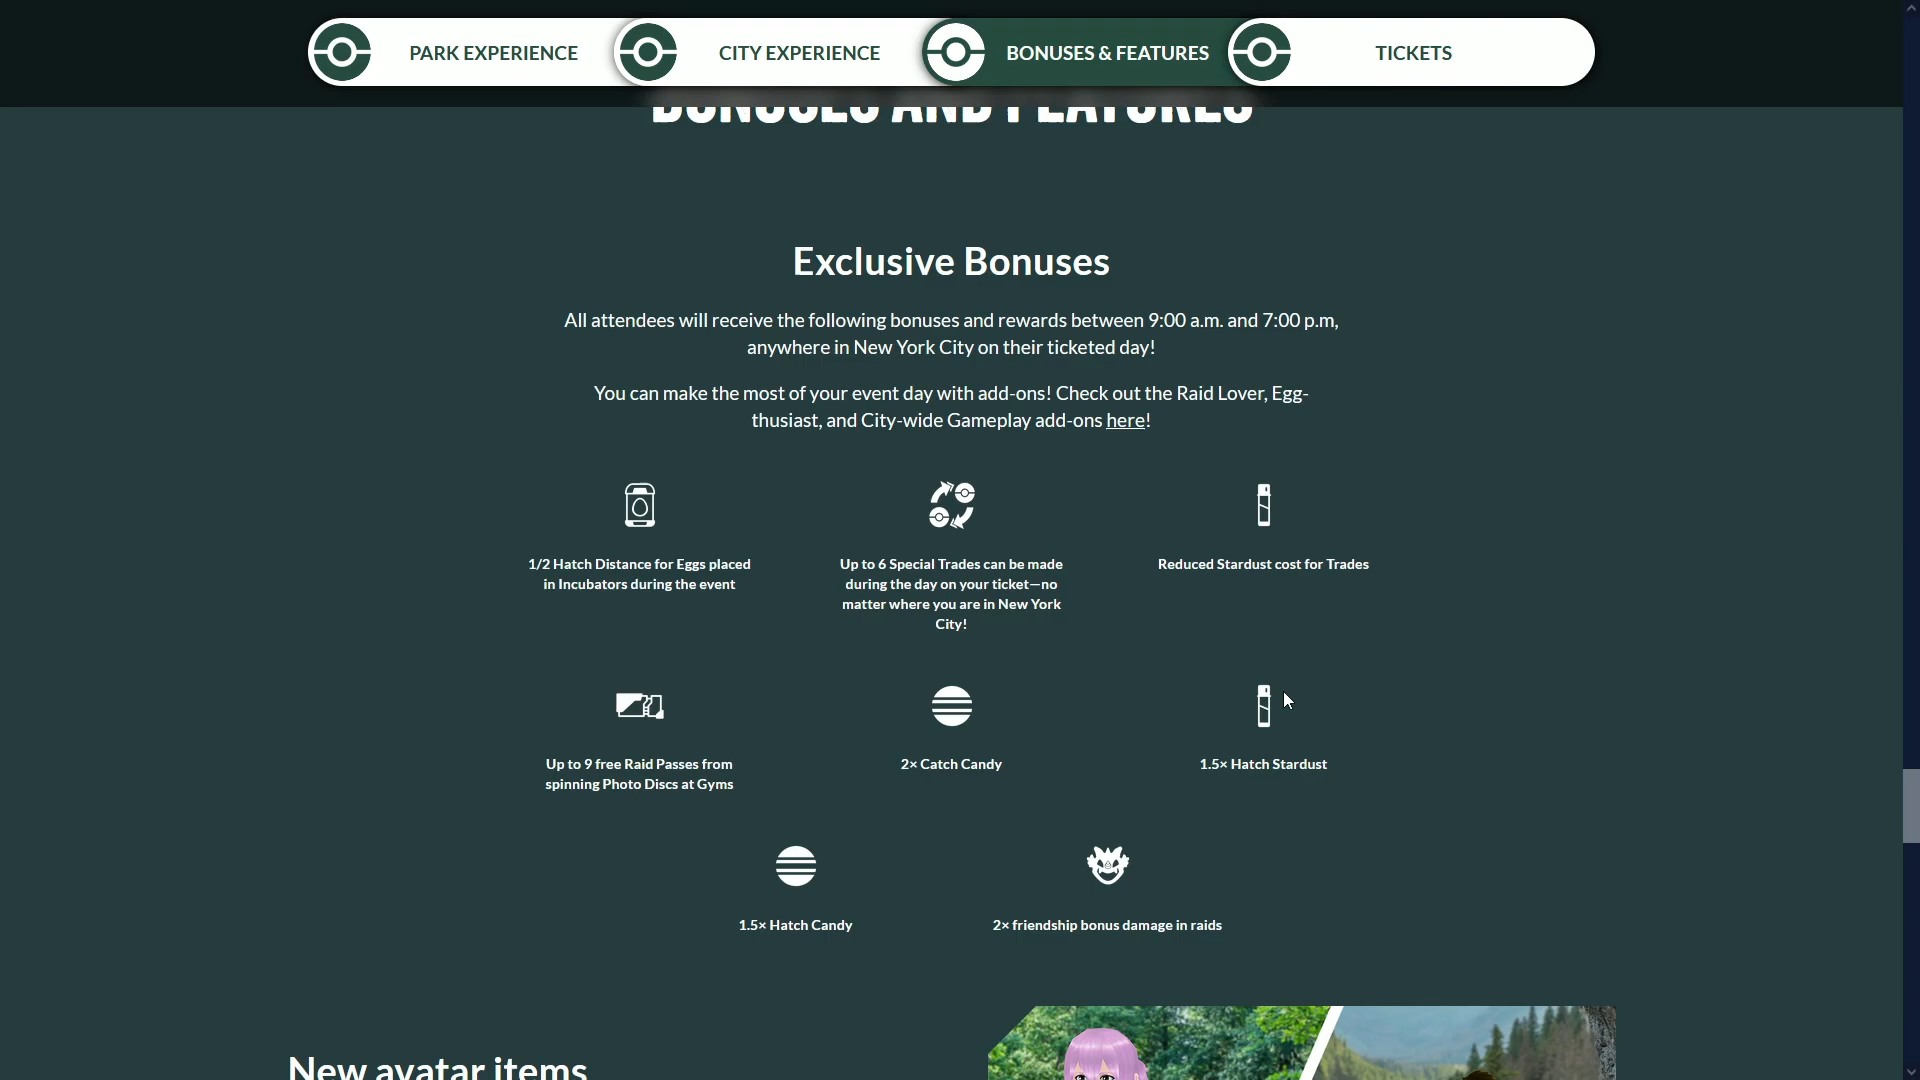 PARK EXPERIENCE
CITY EXPERIENCE
BONUSES & FEATURES
TICKETS
BONUSES AND FEATURES
Exclusive Bonuses
All attendees will receive the following bonuses and rewards between 9:00 a.m. and 7:00 p.m,
anywhere in New York City on their ticketed day!
You can make the most of your event day with add-ons! Check out the Raid Lover, Egg-
thusiast, and City-wide Gameplay add-ons here!
1/2 Hatch Distance for Eggs placed
in Incubators during the event
Up to 6 Special Trades can be made
during the day on your ticket—no
matter where you are in New York
City!
Reduced Stardust cost for Trades
Up to 9 free Raid Passes from
spinning Photo Discs at Gyms
2× Catch Candy
1.5× Hatch Stardust
1.5× Hatch Candy
2× friendship bonus damage in raids
New avatar items